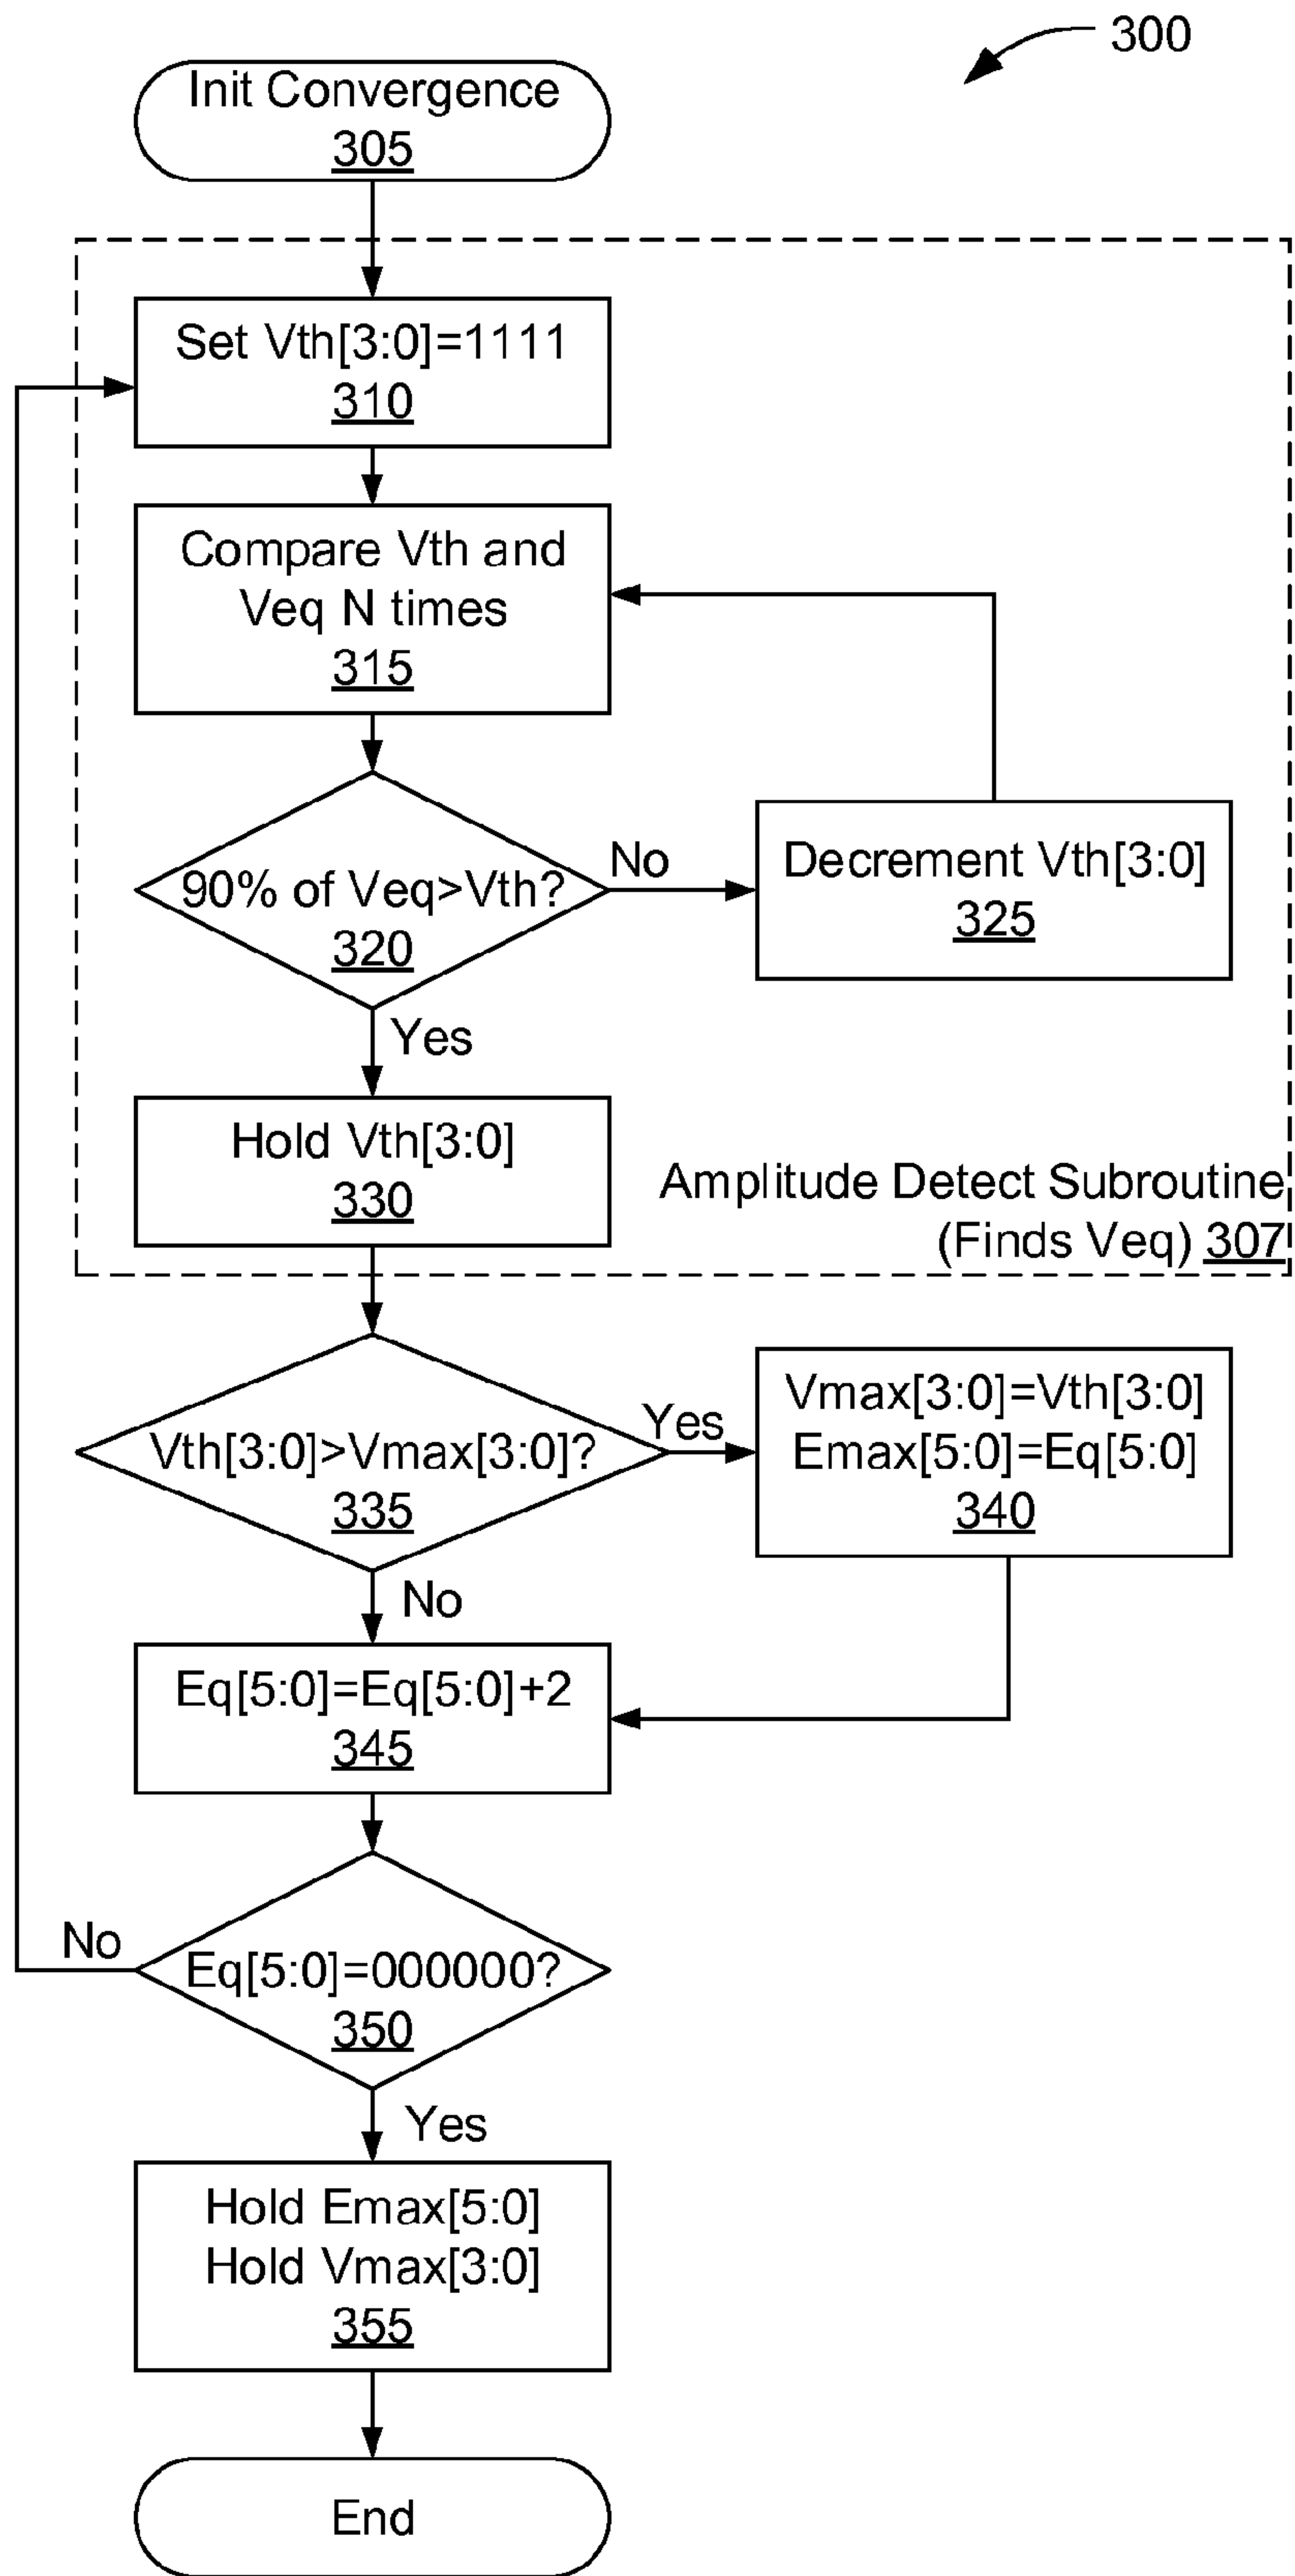 300
Init Convergence
305
Set Vth[3:0]=1111
310
Compare Vth and
Veq N times
315
90% of Veq>Vth?
320
No
Decrement Vth[3:0]
325
Yes
Hold Vth[3:0]
330
Amplitude Detect Subroutine
(Finds Veq) 307
Vth[3:0]>Vmax[3:0]?
335
Yes
Vmax[3:0]=Vth[3:0]
Emax[5:0]=Eq[5:0]
340
No
Eq[5:0]=Eq[5:0]+2
345
No
Eq[5:0]=000000?
350
Yes
Hold Emax[5:0]
Hold Vmax[3:0]
355
End